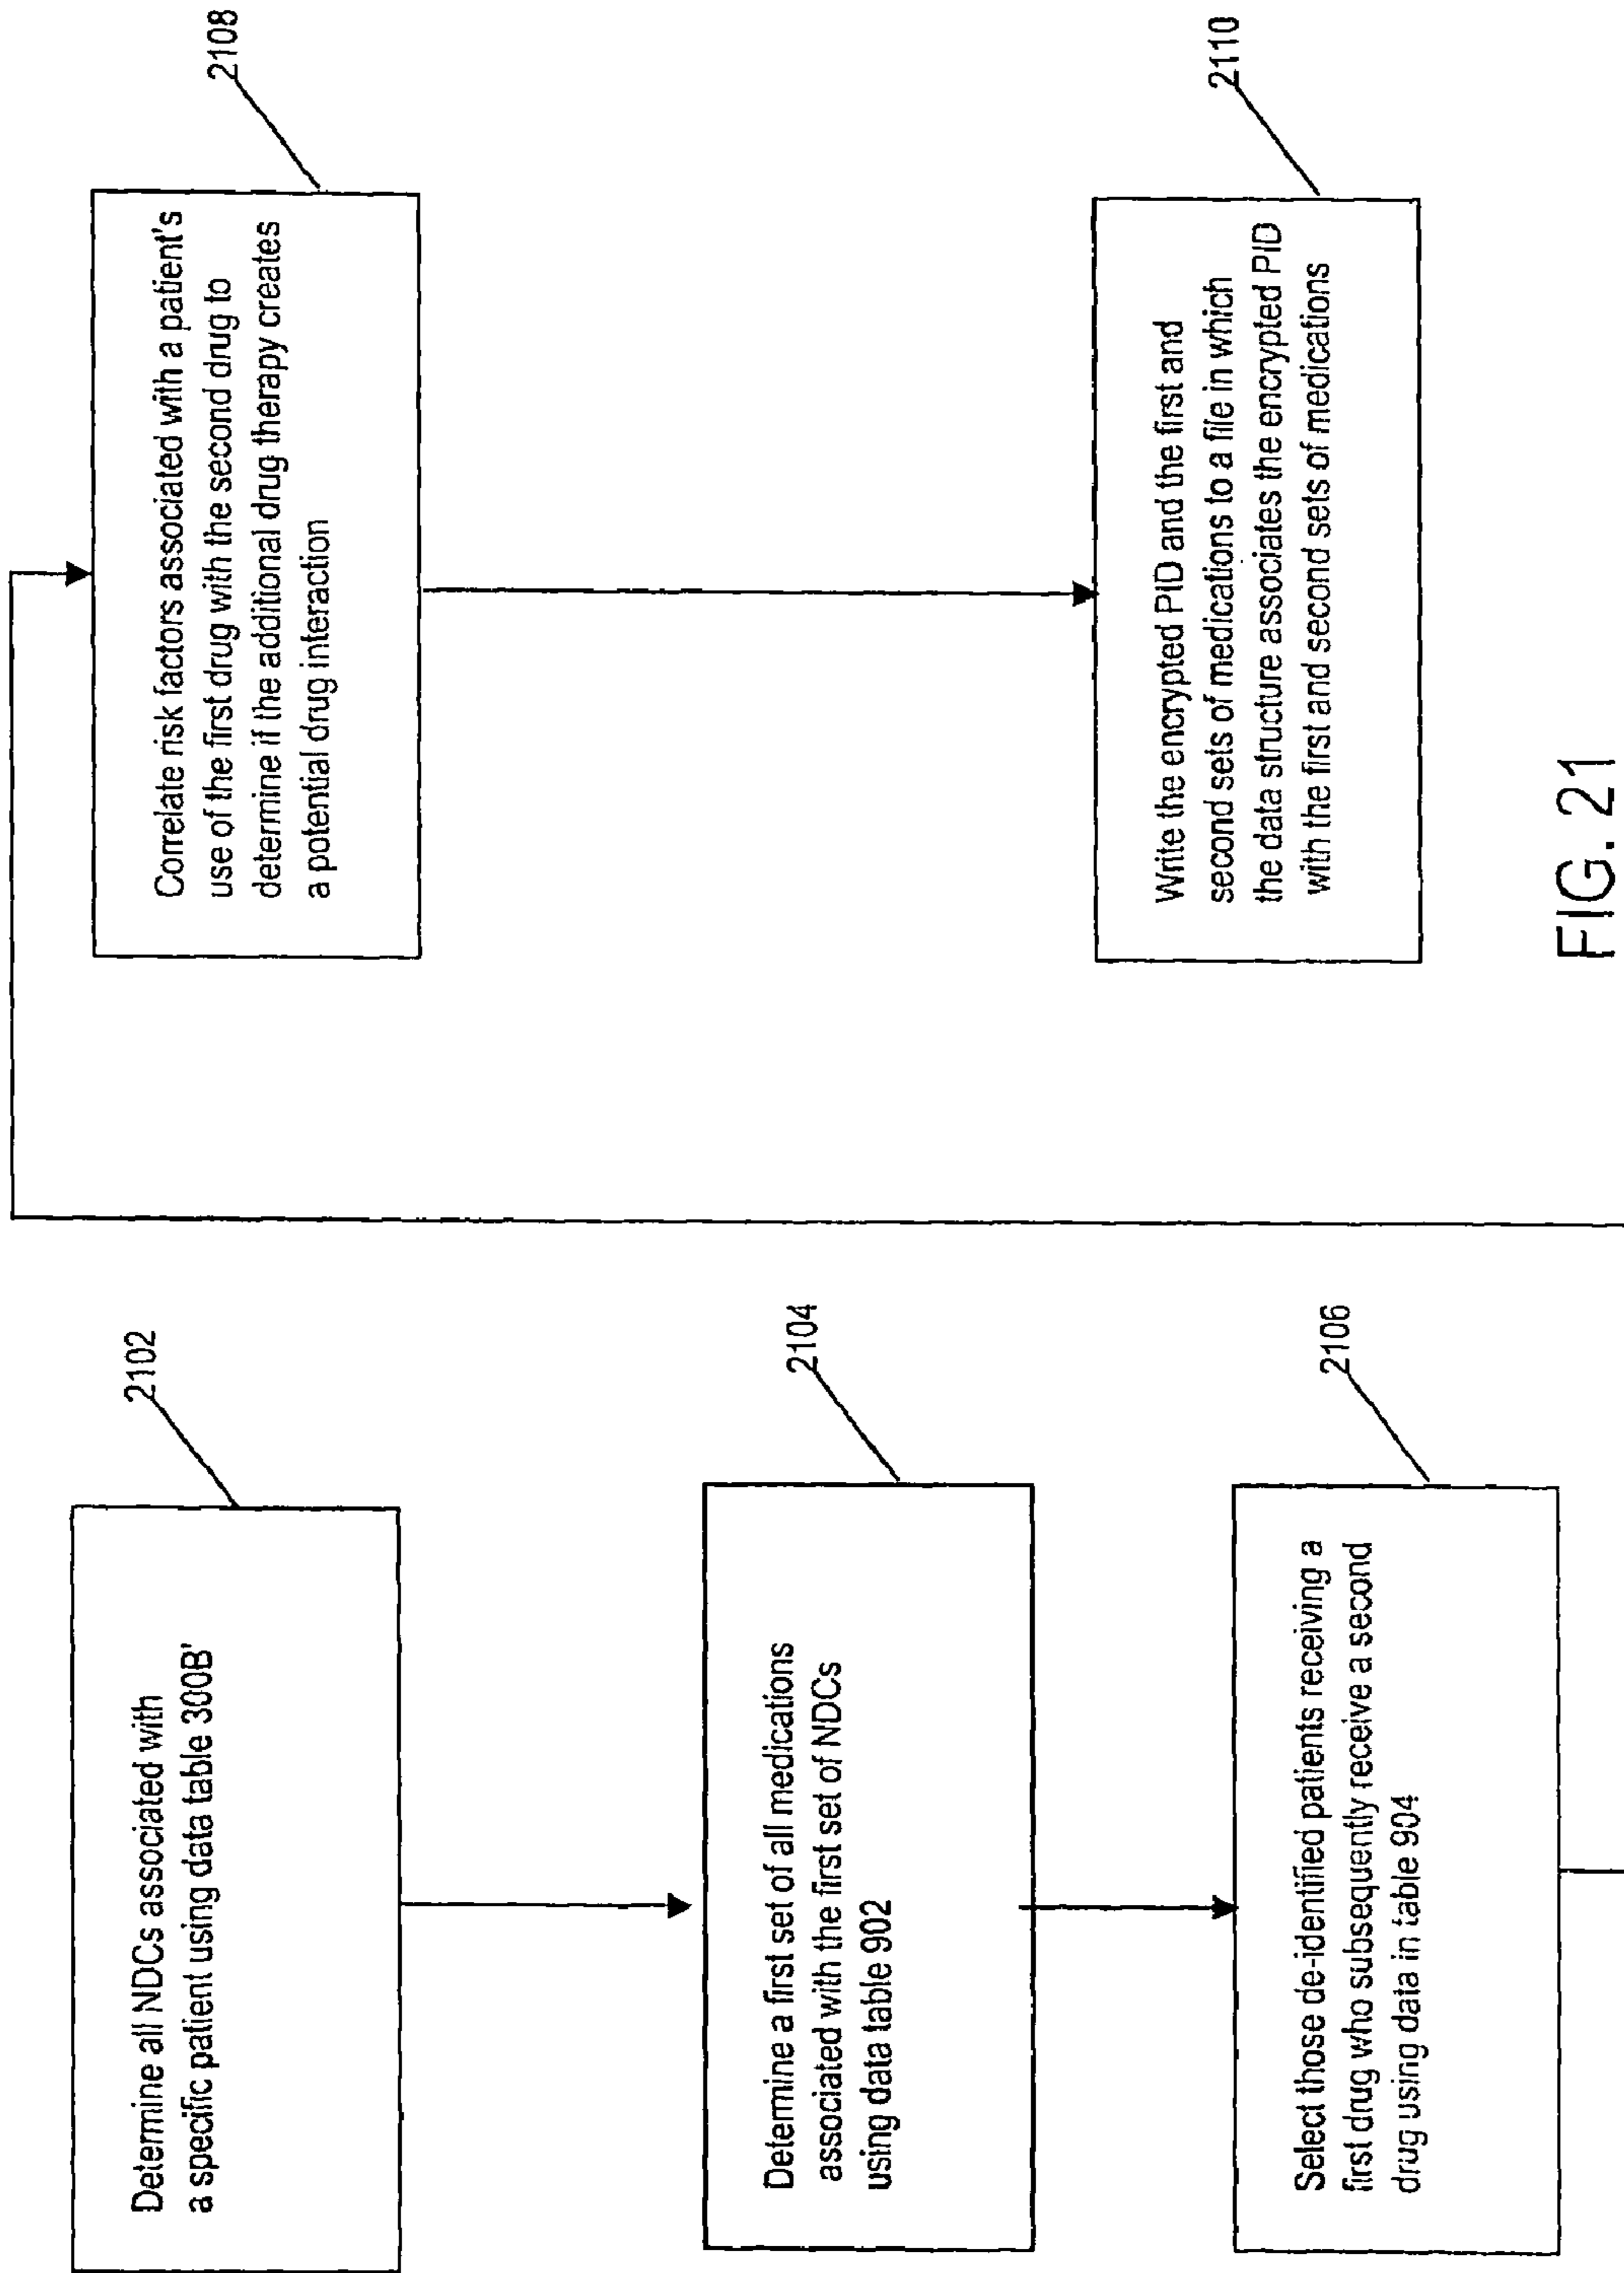 Determine all NDCs associated with
a specific patient using data table 300B'
2102
Determine a first set of all medications
associated with the first set of NDCs
using data table 902
2104
Select those de-identified patients receiving a
first drug who subsequently receive a second
drug using data in table 904
2106
Correlate risk factors associated with a patient's
use of the first drug with the second drug to
determine if the additional drug therapy creates
a potential drug interaction
2108
Write the encrypted PID and the first and
second sets of medications to a file in which
the data structure associates the encrypted PID
with the first and second sets of medications
2110
FIG. 21